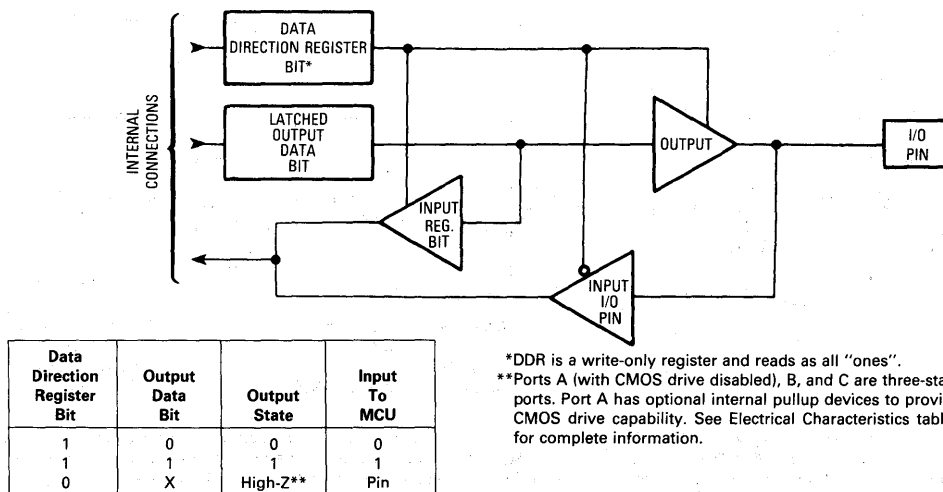 DATA
DIRECTION REGISTER
BIT*
LATCHED
OUTPUT
DATA
BIT
INTERNAL
CONNECTIONS
OUTPUT
I/O
PIN
INPUT
REG.
BIT
INPUT
I/O
PIN
Data
Direction
Register
Bit
Output
Data
Bit
Output
State
Input
To
MCU
1 0 0 0
1 1 1 1
0 X High-Z** Pin
*DDR is a write-only register and reads as all "ones".
**Ports A (with CMOS drive disabled), B, and C are three-sta
ports. Port A has optional internal pullup devices to provi
CMOS drive capability. See Electrical Characteristics tabl
for complete information.